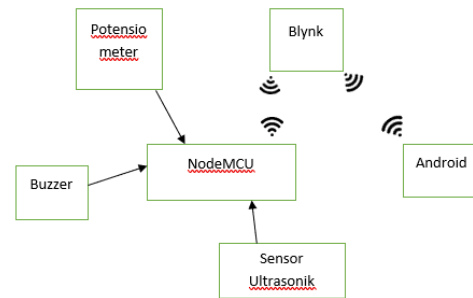 Potensio
meter
Blynk
NodeMCU
Android
Buzzer
Sensor
Ultrasonik